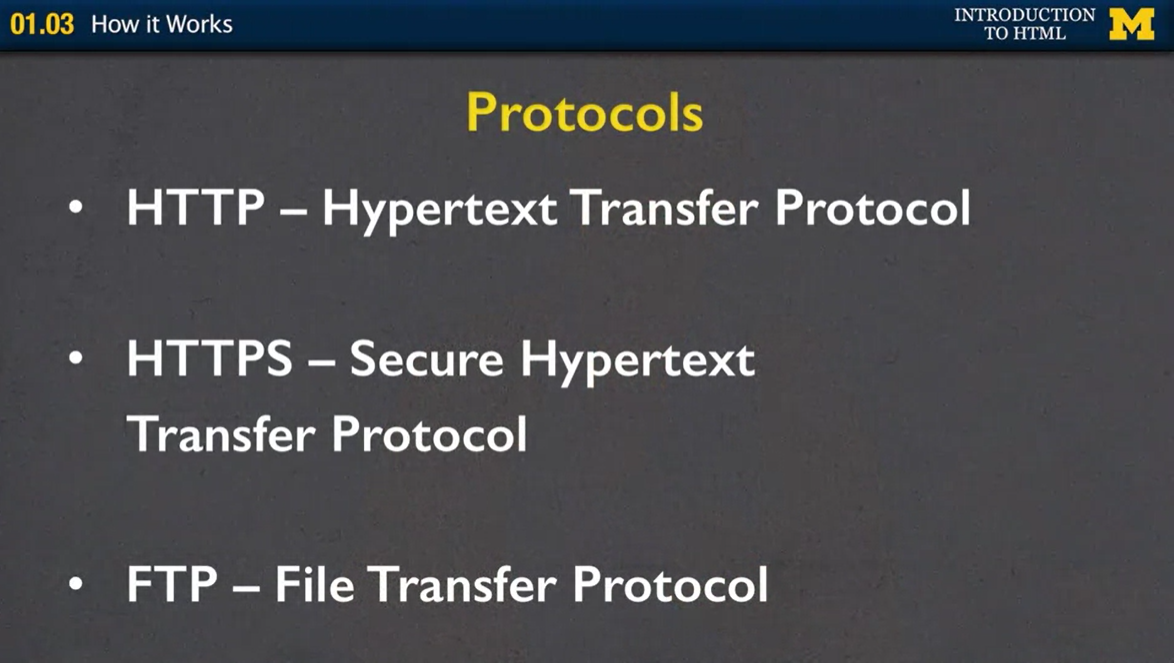 01.03 How it Works
INTRODUCTION
TO HTML
M
Protocols
• HTTP – Hypertext Transfer Protocol
• HTTPS – Secure Hypertext
Transfer Protocol
• FTP – File Transfer Protocol